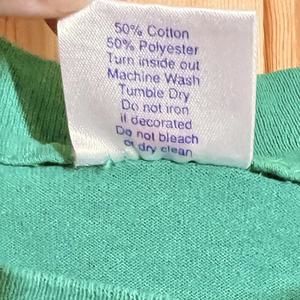 50% Cotton
50% Polyester
Turn inside out
Machine Wash
Tumble Dry
Do not iron
if decorated
Do not bleach
or dry clean